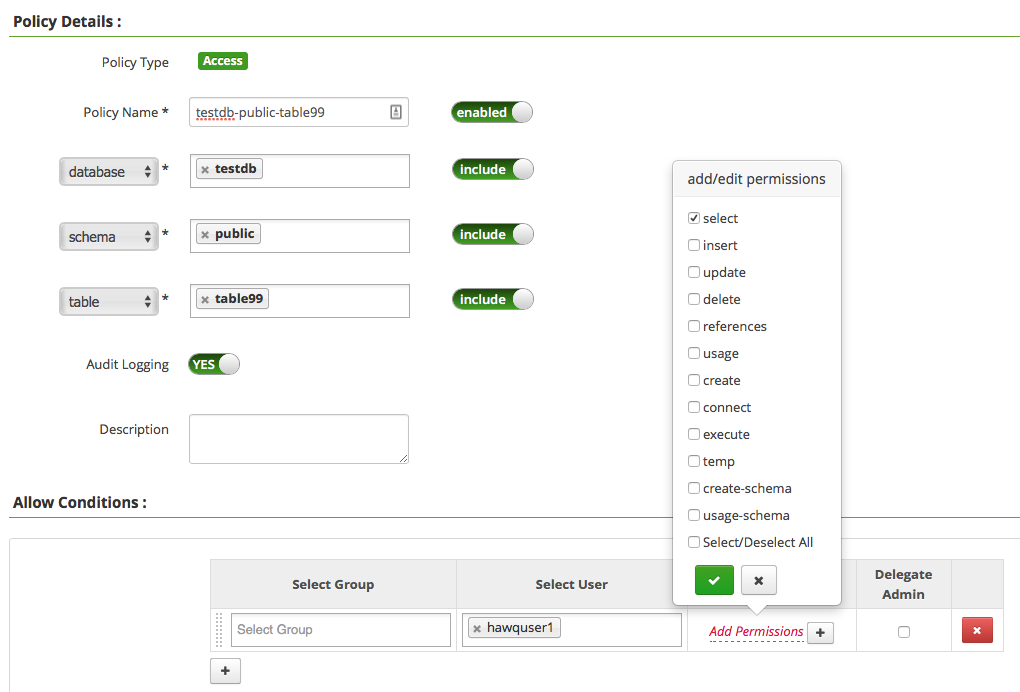 Policy Details :
Policy Type Access
Policy Name * testdb-public-table99 enabled
database * × testdb include
schema * × public include
table * × table99 include
Audit Logging YES
Description
add/edit permissions
select
insert
update
delete
references
usage
create
connect
execute
temp
create-schema
usage-schema
Select/Deselect All
Allow Conditions :
Select Group Select User Delegate
Admin
Select Group × hawquser1 Add Permissions +
+